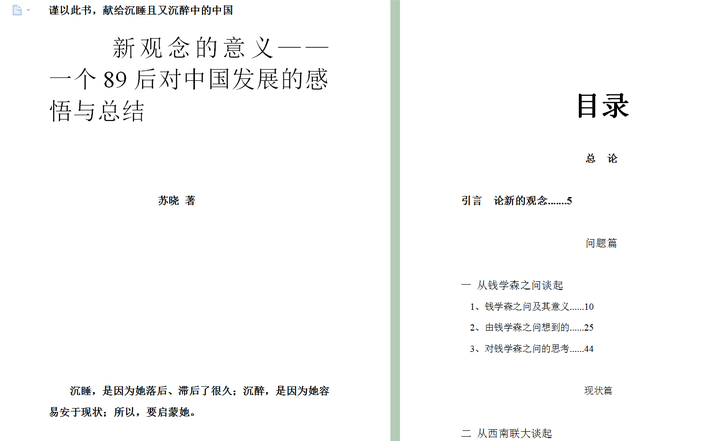 谨以此书，献给沉睡且又沉醉中的中国
新观念的意义——
一个 89 后对中国发展的感
悟与总结
苏晓 著
沉睡，是因为她落后、滞后了很久；沉醉，是因为她容
易安于现状；所以，要启蒙她。
目录
总 论
引言 论新的观念.......5
问题篇
一 从钱学森之问谈起
1、钱学森之问及其意义......10
2、由钱学森之问想到的......25
3、对钱学森之问的思考......44
现状篇
二 从西南联大谈起